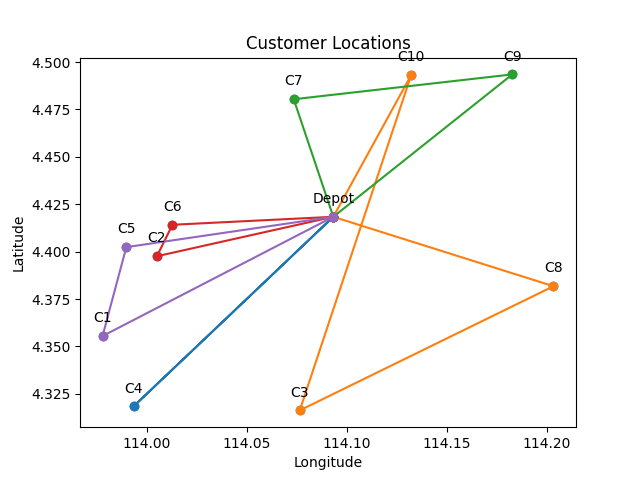 Customer Locations
4.500
4.475
4.450
4.425
4.400
4.375
4.350
4.325
Latitude
C10
C9
C7
Depot
C6
C5
C2
C8
C1
C4
C3
114.00
114.05
114.10
114.15
114.20
Longitude